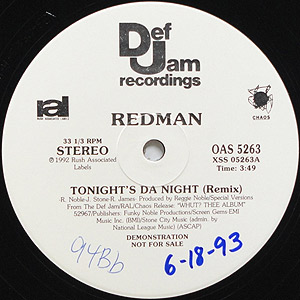 Def
Jam
recordings
ral
RUSH ASSOCIATED LABELS
CHAOS
REDMAN
33 1/3 RPM
STEREO
OAS 5263
XSS 05263A
Time: 3:49
℗ 1992 Rush Associated
Labels
TONIGHT'S DA NIGHT (Remix)
-R. Noble-J. Stone-R. James- Produced by Reggie Noble/Special Versions
From The Def Jam/RAL/Chaos Release: "WHUT? THEE ALBUM"
52967/Publishers: Funky Noble Productions/Screen Gems EMI
Music Inc. (BMI)/Stone City Music (admin. by
National League Music) (ASCAP)
DEMONSTRATION
NOT FOR SALE
94Bb
6-18-93